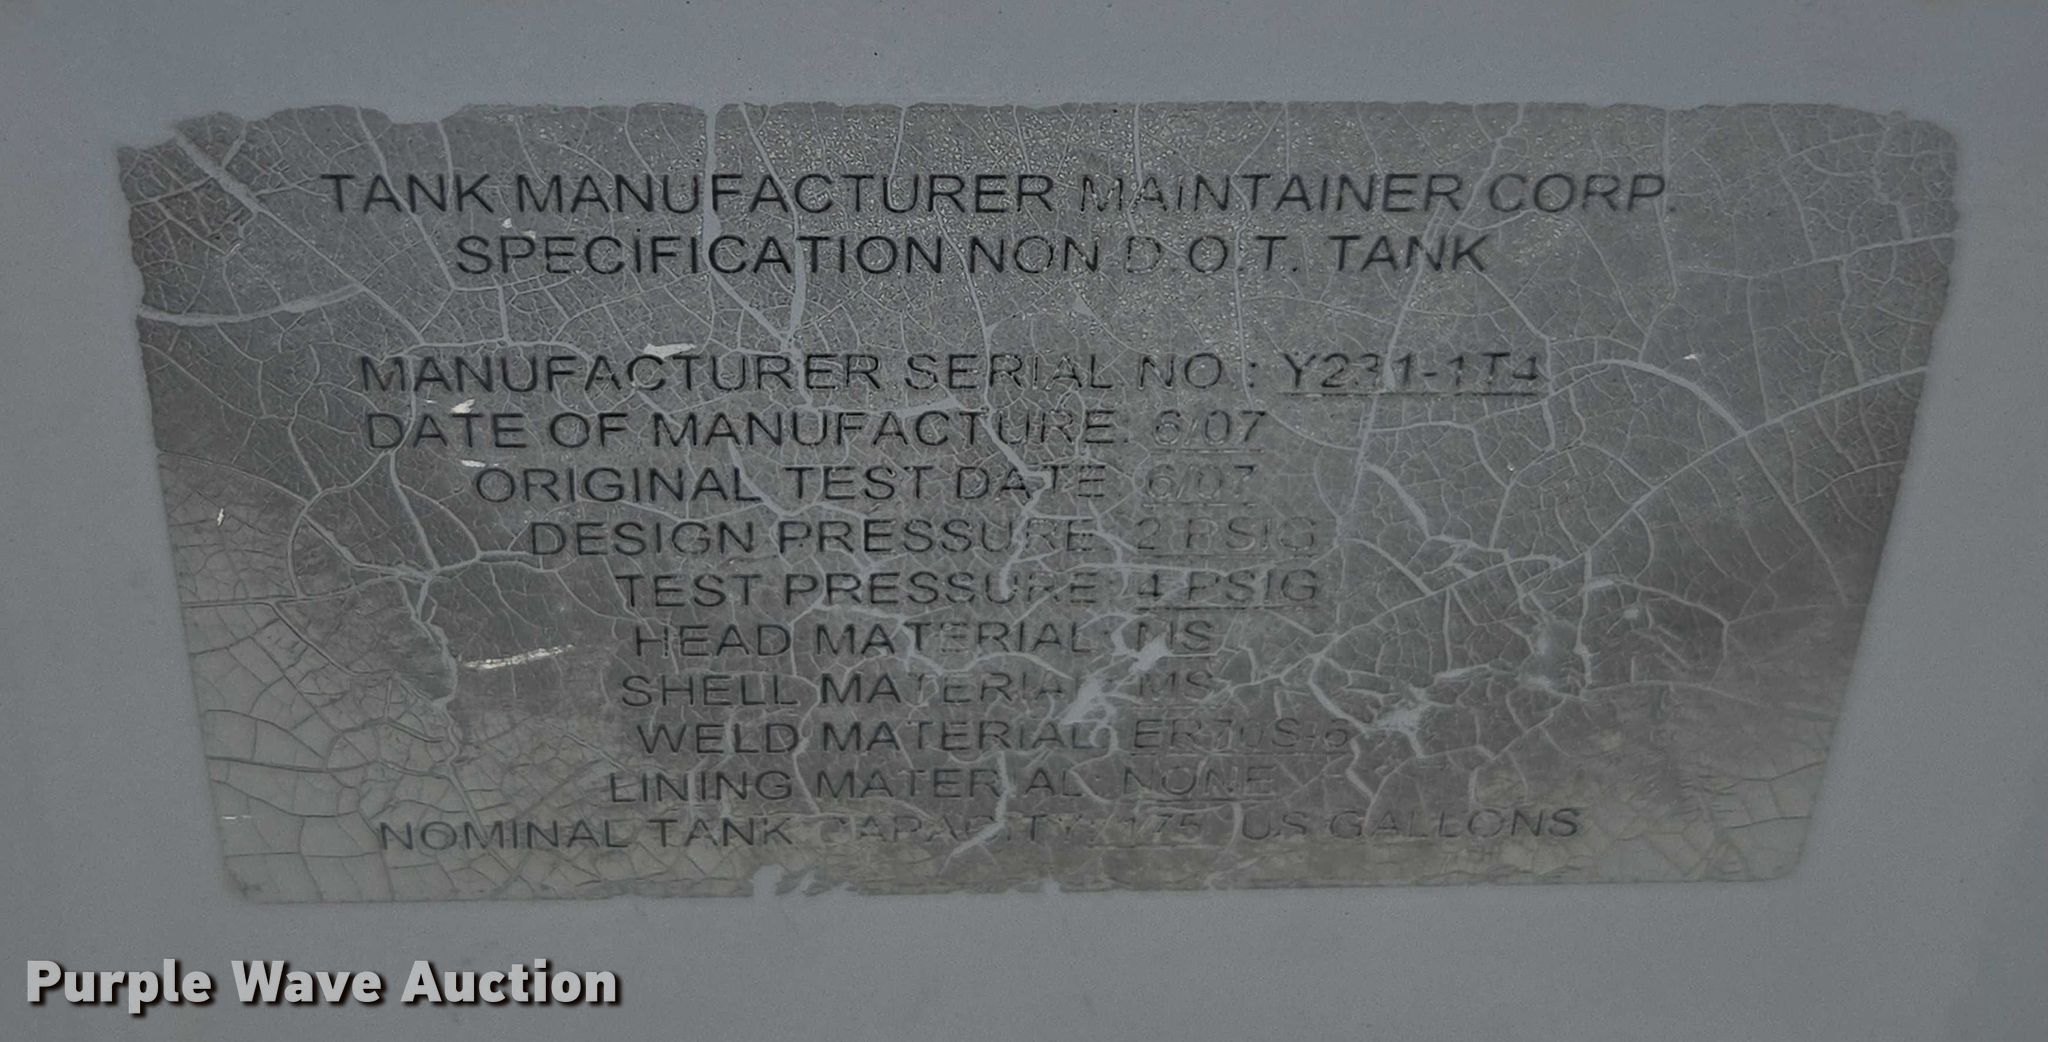 TANK MANUFACTURER MAINTAINER CORP.
SPECIFICATION NON D.O.T. TANK
MANUFACTURER SERIAL NO.: Y231-1T4
DATE OF MANUFACTURE: 6/07
ORIGINAL TEST DATE: 6/07
DESIGN PRESSURE: 2 PSIG
TEST PRESSURE: 4 PSIG
HEAD MATERIAL: MS
SHELL MATERIAL: MS
WELD MATERIAL: ER70S-6
LINING MATERIAL: NONE
NOMINAL TANK CAPACITY: 175 US GALLONS
Purple Wave Auction